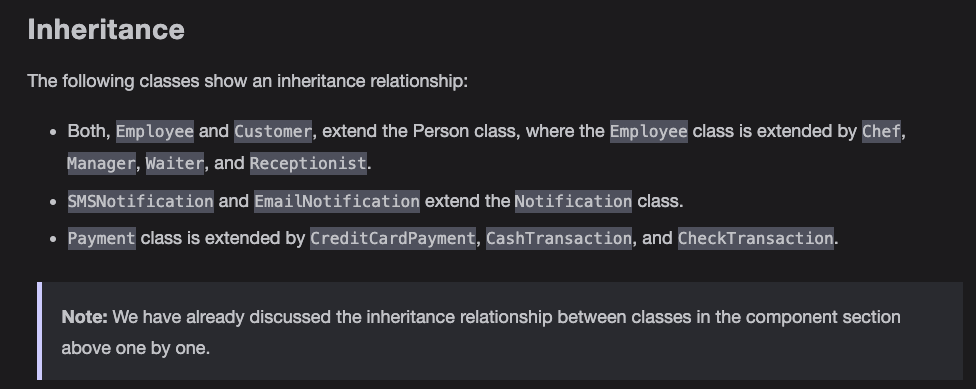 Inheritance
The following classes show an inheritance relationship:
• Both, Employee and Customer, extend the Person class, where the Employee class is extended by Chef,
Manager, Waiter, and Receptionist.
• SMSNotification and EmailNotification extend the Notification class.
• Payment class is extended by CreditCardPayment, CashTransaction, and CheckTransaction.
Note: We have already discussed the inheritance relationship between classes in the component section
above one by one.